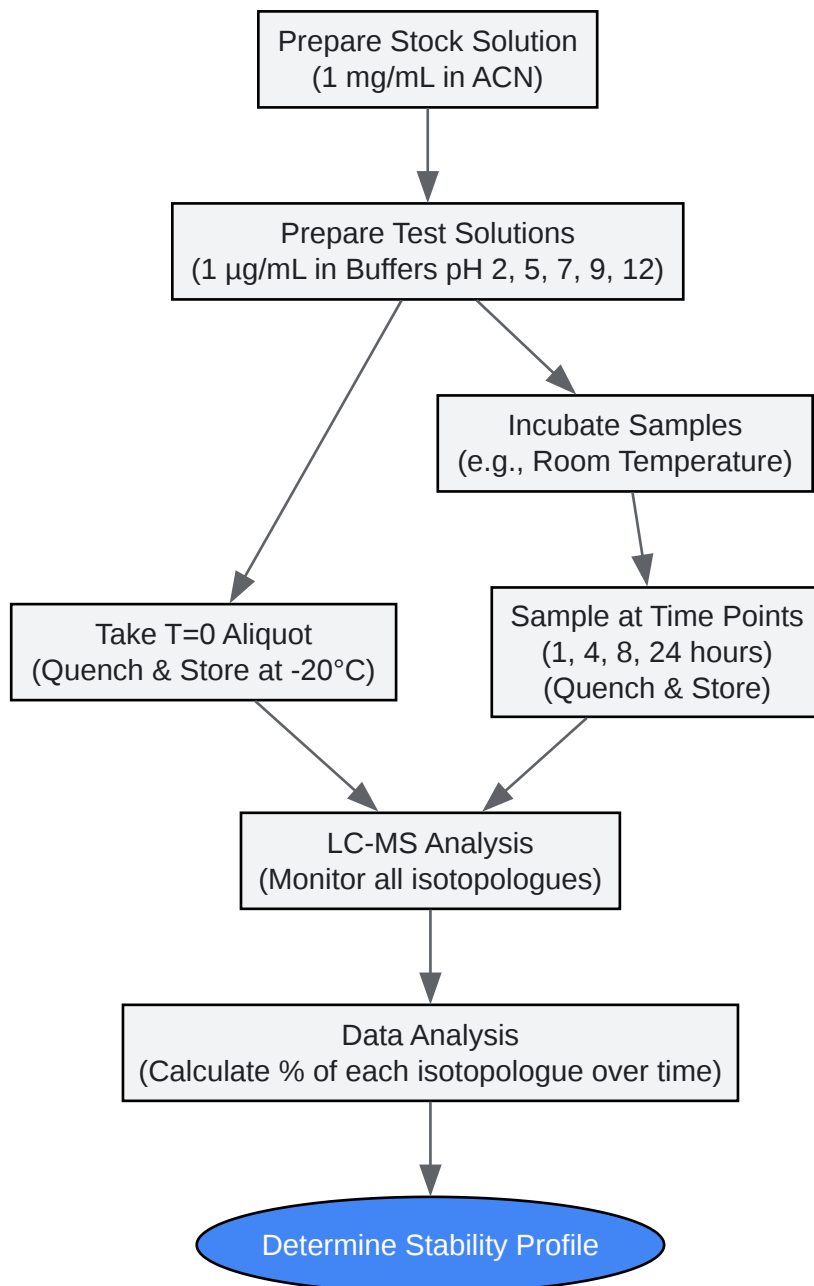 Prepare Stock Solution
(1 mg/mL in ACN)
Prepare Test Solutions
(1 µg/mL in Buffers pH 2, 5, 7, 9, 12)
Incubate Samples
(e.g., Room Temperature)
Take T=0 Aliquot
(Quench & Store at -20°C)
Sample at Time Points
(1, 4, 8, 24 hours)
(Quench & Store)
LC-MS Analysis
(Monitor all isotopologues)
Data Analysis
(Calculate % of each isotopologue over time)
Determine Stability Profile